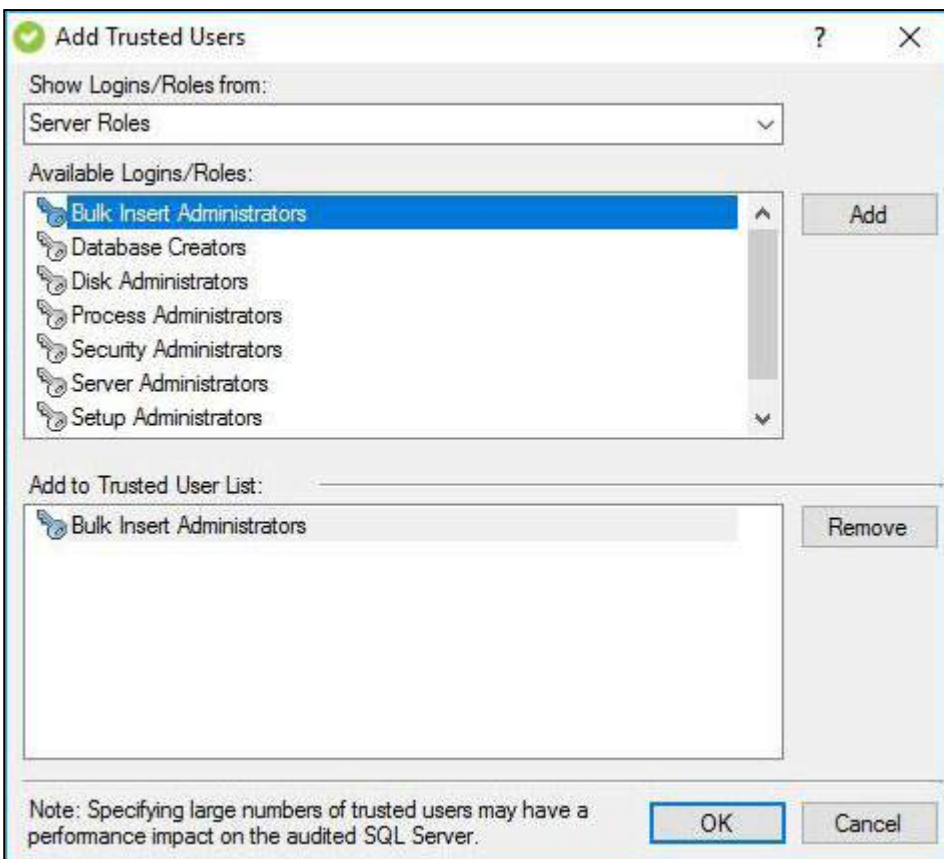 Add Trusted Users
?
Show Logins/Roles from:
Server Roles
Available Logins/Roles:
Bulk Insert Administrators
Add
Database Creators
Disk Administrators
Process Administrators
Security Administrators
Server Administrators
Setup Administrators
Add to Trusted User List:
Bulk Insert Administrators
Remove
Note: Specifying large numbers of trusted users may have a
performance impact on the audited SQL Server.
OK
Cancel